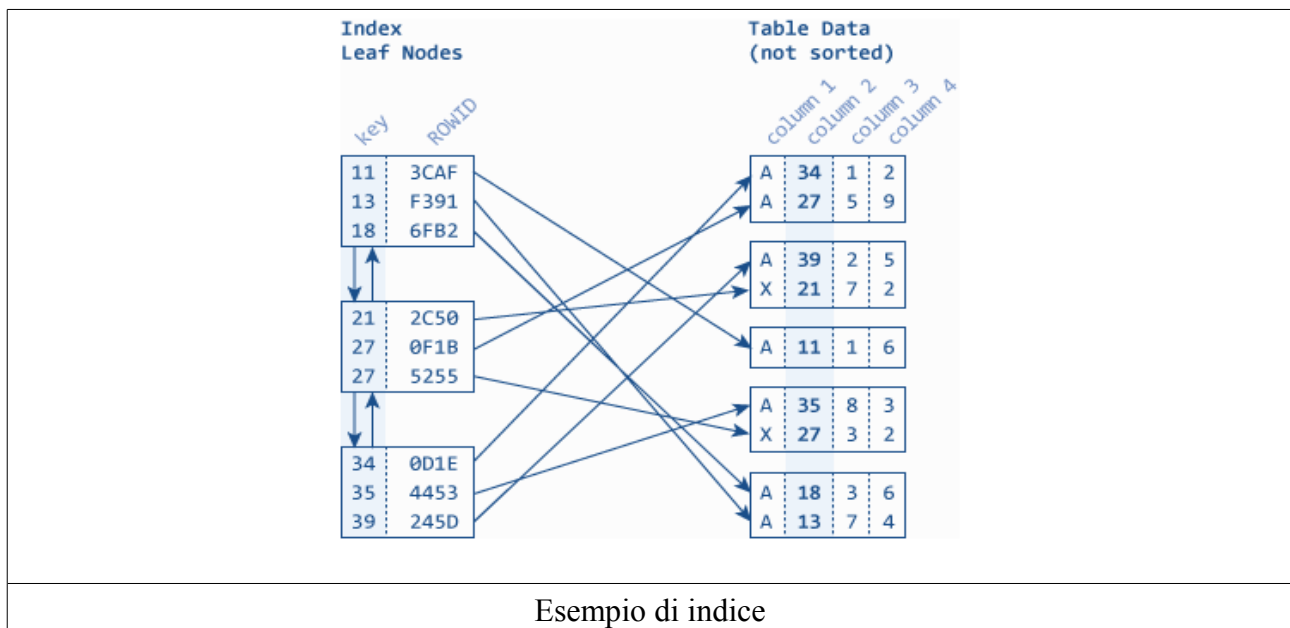 Index
Leaf Nodes
Table Data
(not sorted)
key ROWID
column 1
column 2
column 3
column 4
11 3CAF
13 F391
18 6FB2
21 2C50
27 0F1B
27 5255
34 0D1E
35 4453
39 245D
A 34 1 2
A 27 5 9
A 39 2 5
X 21 7 2
A 11 1 6
A 35 8 3
X 27 3 2
A 18 3 6
A 13 7 4
Esempio di indice